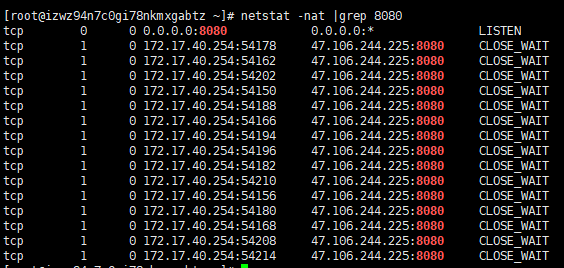 [root@izwz94n7c0gi78nkmxgabtz ~]# netstat -nat |grep 8080
tcp 0 0 0.0.0.0:8080 0.0.0.0:* LISTEN
tcp 1 0 172.17.40.254:54178 47.106.244.225:8080 CLOSE_WAIT
tcp 1 0 172.17.40.254:54162 47.106.244.225:8080 CLOSE_WAIT
tcp 1 0 172.17.40.254:54202 47.106.244.225:8080 CLOSE_WAIT
tcp 1 0 172.17.40.254:54150 47.106.244.225:8080 CLOSE_WAIT
tcp 1 0 172.17.40.254:54188 47.106.244.225:8080 CLOSE_WAIT
tcp 1 0 172.17.40.254:54166 47.106.244.225:8080 CLOSE_WAIT
tcp 1 0 172.17.40.254:54194 47.106.244.225:8080 CLOSE_WAIT
tcp 1 0 172.17.40.254:54196 47.106.244.225:8080 CLOSE_WAIT
tcp 1 0 172.17.40.254:54182 47.106.244.225:8080 CLOSE_WAIT
tcp 1 0 172.17.40.254:54210 47.106.244.225:8080 CLOSE_WAIT
tcp 1 0 172.17.40.254:54156 47.106.244.225:8080 CLOSE_WAIT
tcp 1 0 172.17.40.254:54180 47.106.244.225:8080 CLOSE_WAIT
tcp 1 0 172.17.40.254:54168 47.106.244.225:8080 CLOSE_WAIT
tcp 1 0 172.17.40.254:54208 47.106.244.225:8080 CLOSE_WAIT
tcp 1 0 172.17.40.254:54214 47.106.244.225:8080 CLOSE_WAIT